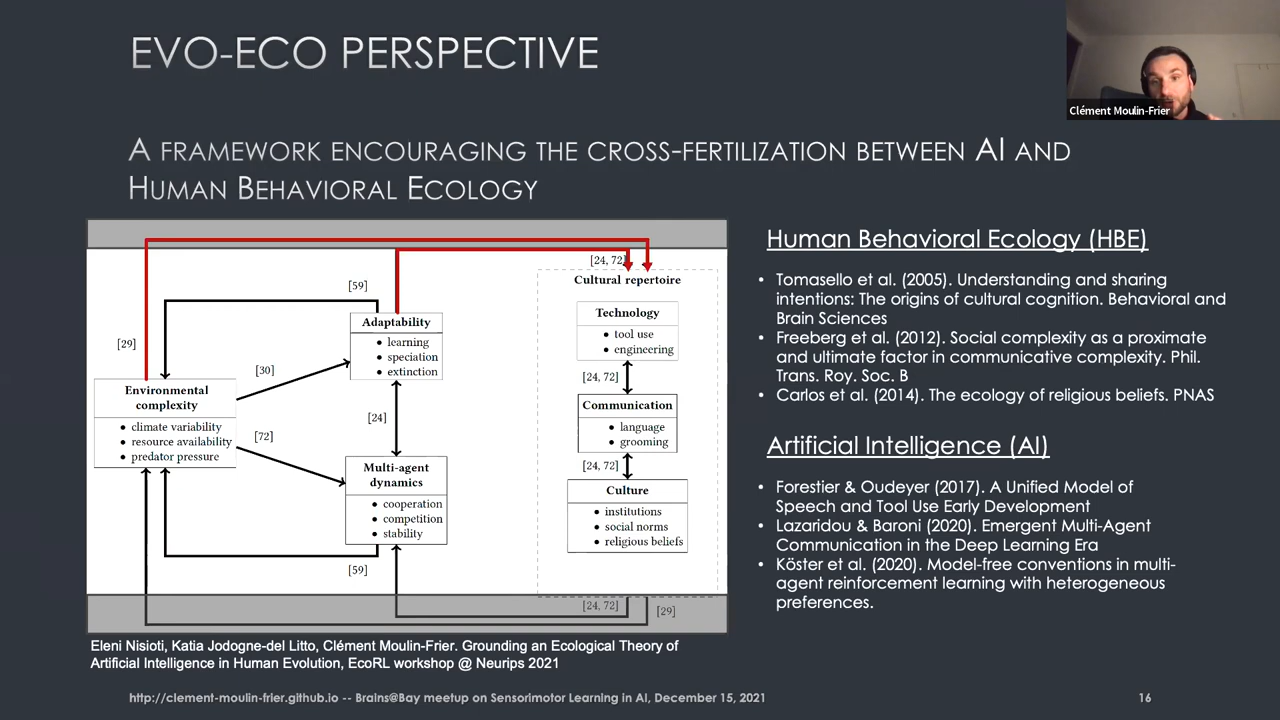 EVO-ECO PERSPECTIVE
Clément Moulin-Frier
A FRAMEWORK ENCOURAGING THE CROSS-FERTILIZATION BETWEEN AI AND
HUMAN BEHAVIORAL ECOLOGY
[24, 72]
Cultural repertoire
[59]
Technology
• tool use
• engineering
Adaptability
• learning
• speciation
• extinction
[29]
[30]
[24, 72]
Environmental
complexity
• climate variability
• resource availability
• predator pressure
Communication
• language
• grooming
[24]
[72]
[24, 72]
Multi-agent
dynamics
• cooperation
• competition
• stability
Culture
• institutions
• social norms
• religious beliefs
[59]
[24, 72]
[29]
Eleni Nisioti, Katia Jodogne-del Litto, Clément Moulin-Frier. Grounding an Ecological Theory of
Artificial Intelligence in Human Evolution, EcoRL workshop @ Neurips 2021
Human Behavioral Ecology (HBE)
• Tomasello et al. (2005). Understanding and sharing
intentions: The origins of cultural cognition. Behavioral and
Brain Sciences
• Freeberg et al. (2012). Social complexity as a proximate
and ultimate factor in communicative complexity. Phil.
Trans. Roy. Soc. B
• Carlos et al. (2014). The ecology of religious beliefs. PNAS
Artificial Intelligence (AI)
• Forestier & Oudeyer (2017). A Unified Model of
Speech and Tool Use Early Development
• Lazaridou & Baroni (2020). Emergent Multi-Agent
Communication in the Deep Learning Era
• Köster et al. (2020). Model-free conventions in multi-
agent reinforcement learning with heterogeneous
preferences.
http://clement-moulin-frier.github.io -- Brains@Bay meetup on Sensorimotor Learning in AI, December 15, 2021
16